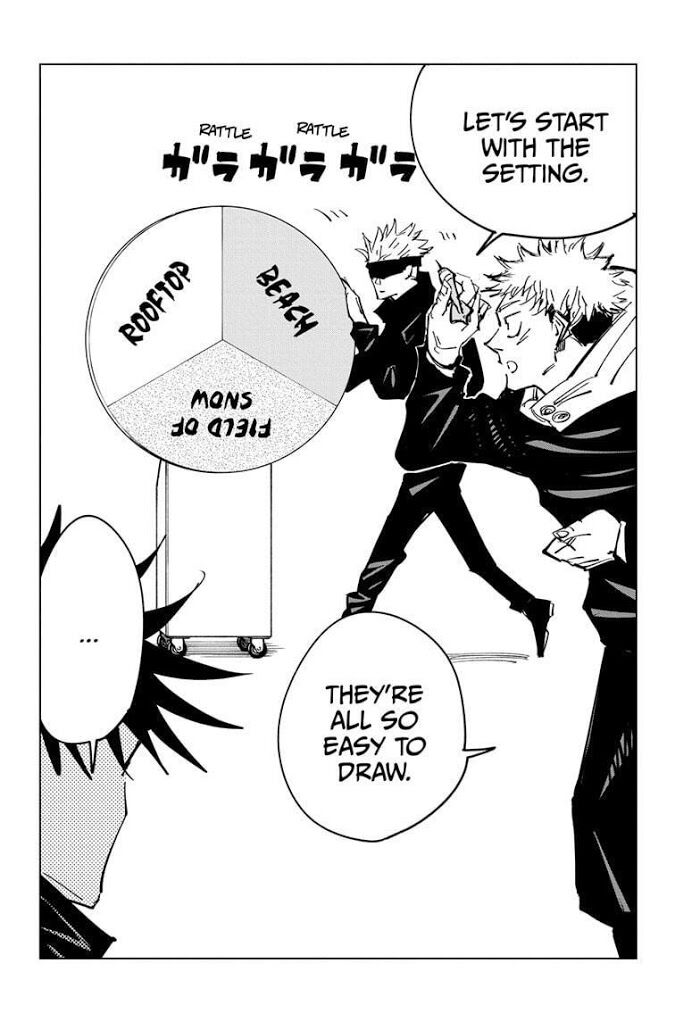 RATTLE
RATTLE
ガラガラガラ
LET'S START
WITH THE
SETTING.
ROOFTOP
BEACH
FIELD OF
SNOW
...
THEY'RE
ALL SO
EASY TO
DRAW.